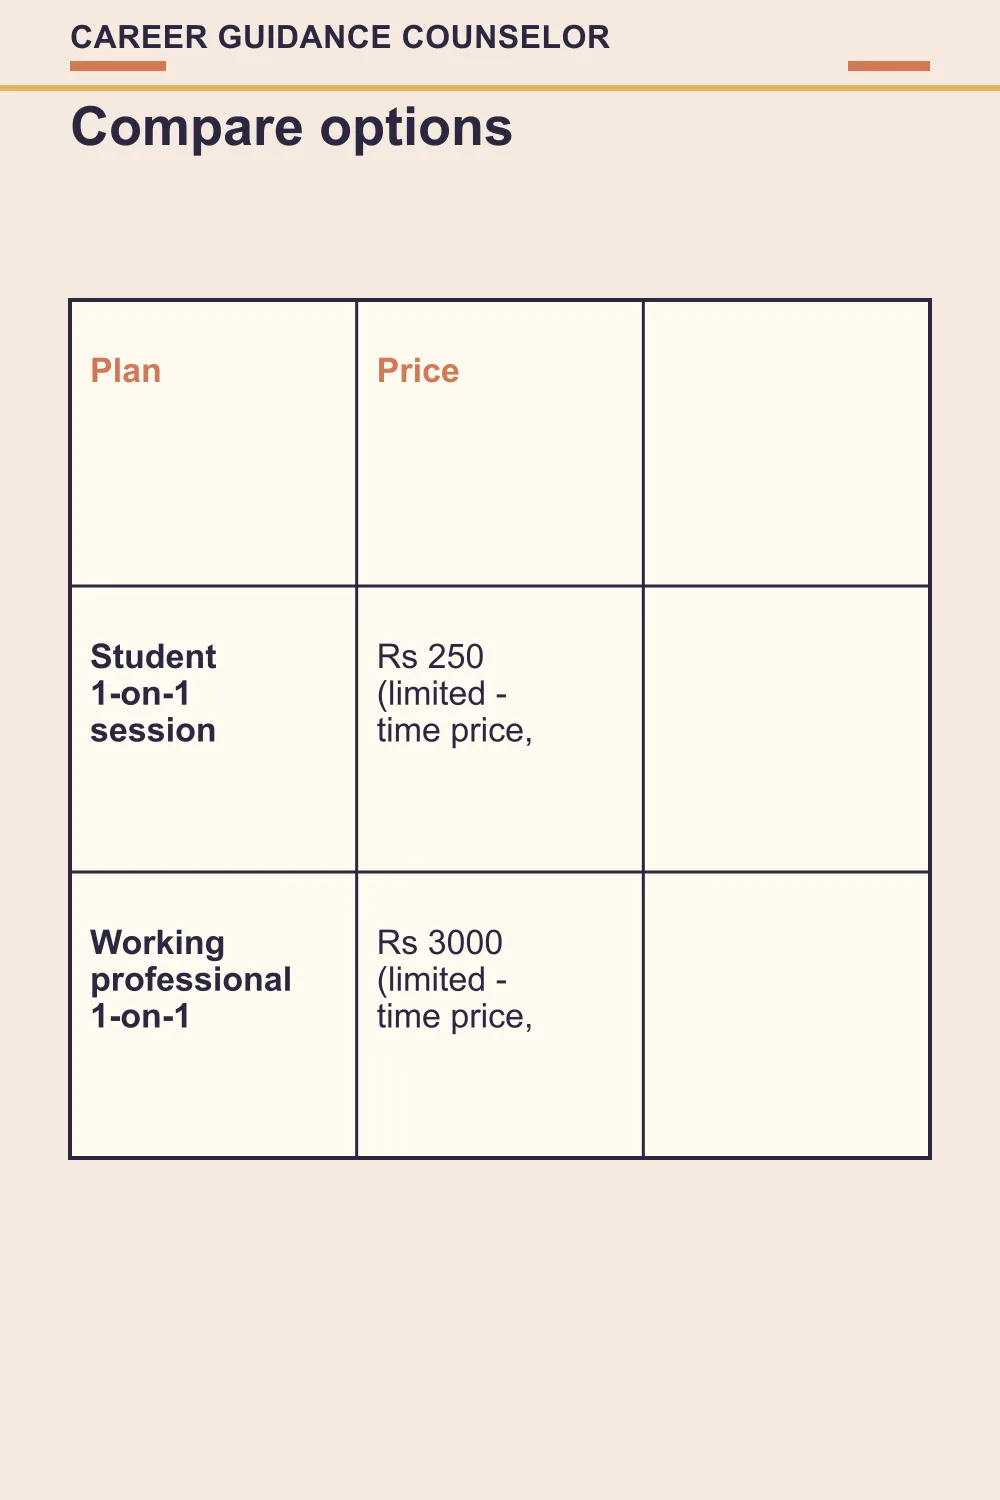 CAREER GUIDANCE COUNSELOR
Compare options
Plan
Price
Student
1-on-1
session
Rs 250
(limited -
time price,
Working
professional
1-on-1
Rs 3000
(limited -
time price,